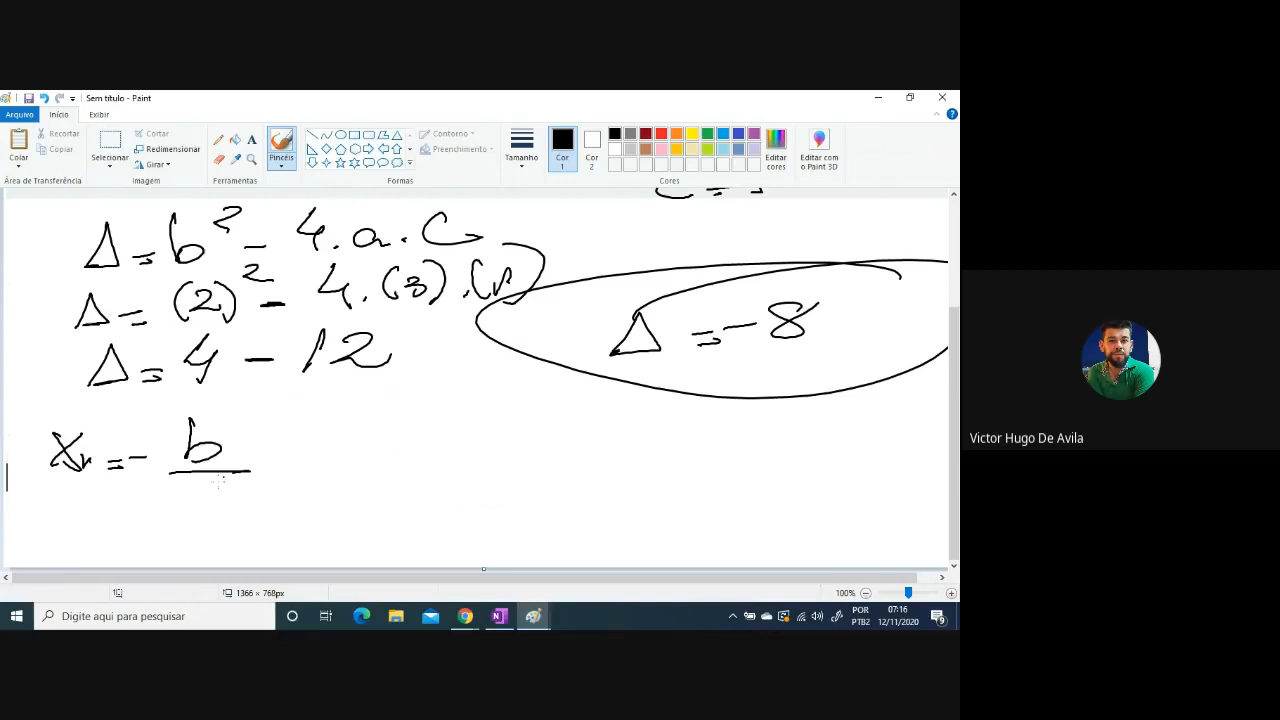 Sem título - Paint
Arquivo Início Exibir
Colar
Recortar
Copiar
Área de Transferência
Selecionar
Cortar
Redimensionar
Girar
Imagem
Ferramentas
Pincéis
Contorno
Preenchimento
Formas
Tamanho
Cor 1
Cor 2
Editar cores
Editar com o Paint 3D
Cores
Δ = b² - 4.a.c
Δ = (2)² - 4.(3).(1)
Δ = 4 - 12
Δ = -8
Xv = - b
Victor Hugo De Avila
1366 × 768px
100%
Digite aqui para pesquisar
POR
PTB2
07:16
12/11/2020
9